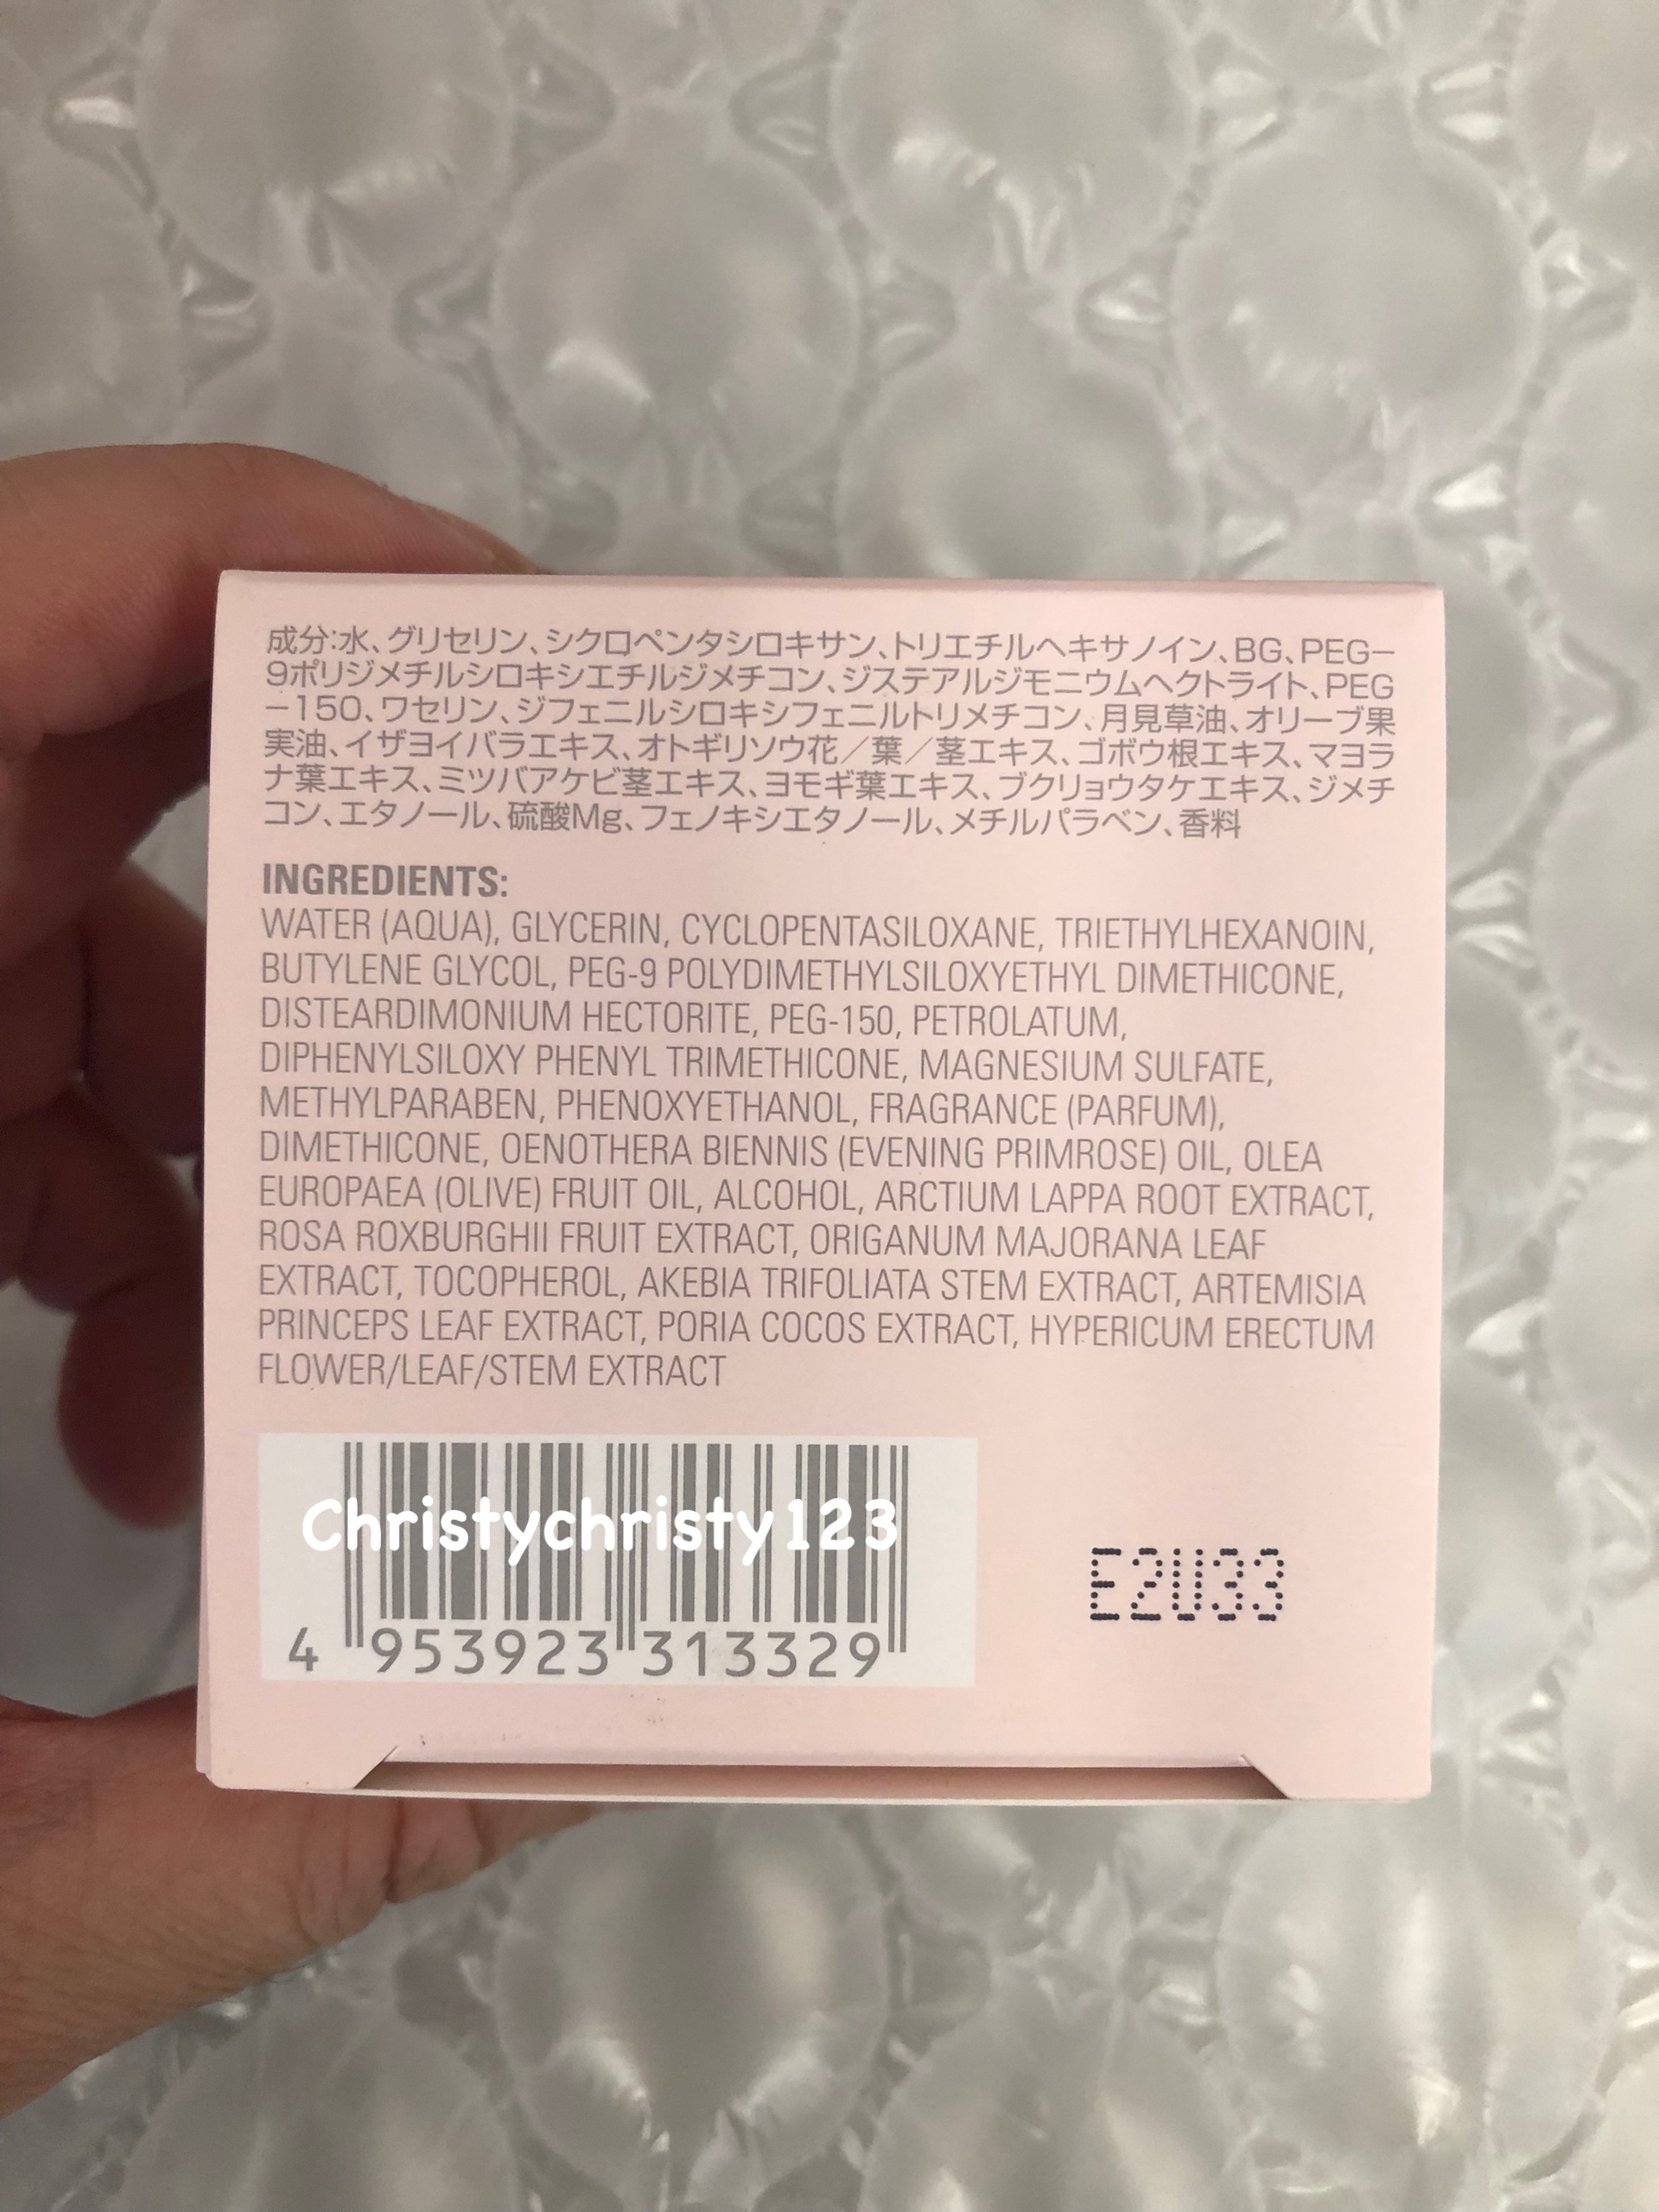 成分:水、グリセリン、シクロペンタシロキサン、トリエチルヘキサノイン、BG、PEG-
9ポリジメチルシロキシエチルジメチコン、ジステアルジモニウムヘクトライト、PEG
-150、ワセリン、ジフェニルシロキシフェニルトリメチコン、月見草油、オリーブ果
実油、イザヨイバラエキス、オトギリソウ花／葉／茎エキス、ゴボウ根エキス、マヨラ
ナ葉エキス、ミツバアケビ茎エキス、ヨモギ葉エキス、ブクリョウタケエキス、ジメチ
コン、エタノール、硫酸Mg、フェノキシエタノール、メチルパラベン、香料
INGREDIENTS:
WATER (AQUA), GLYCERIN, CYCLOPENTASILOXANE, TRIETHYLHEXANOIN,
BUTYLENE GLYCOL, PEG-9 POLYDIMETHYLSILOXYETHYL DIMETHICONE,
DISTEARDIMONIUM HECTORITE, PEG-150, PETROLATUM,
DIPHENYLSILOXY PHENYL TRIMETHICONE, MAGNESIUM SULFATE,
METHYLPARABEN, PHENOXYETHANOL, FRAGRANCE (PARFUM),
DIMETHICONE, OENOTHERA BIENNIS (EVENING PRIMROSE) OIL, OLEA
EUROPAEA (OLIVE) FRUIT OIL, ALCOHOL, ARCTIUM LAPPA ROOT EXTRACT,
ROSA ROXBURGHII FRUIT EXTRACT, ORIGANUM MAJORANA LEAF
EXTRACT, TOCOPHEROL, AKEBIA TRIFOLIATA STEM EXTRACT, ARTEMISIA
PRINCEPS LEAF EXTRACT, PORIA COCOS EXTRACT, HYPERICUM ERECTUM
FLOWER/LEAF/STEM EXTRACT
Christychristy123
E2U33
4 953923 313329